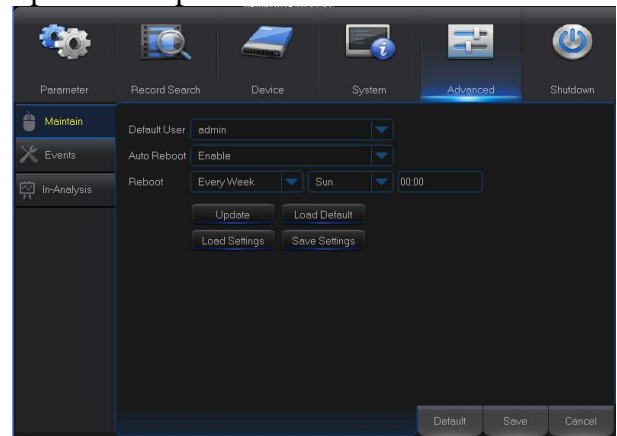 Parameter Record Search Device System Advanced Shutdown
Maintain
Events
In-Analysis
Default User admin
Auto Reboot Enable
Reboot Every Week Sun. 00:00
Update Load Default
Load Settings Save Settings
Default Save Cancel